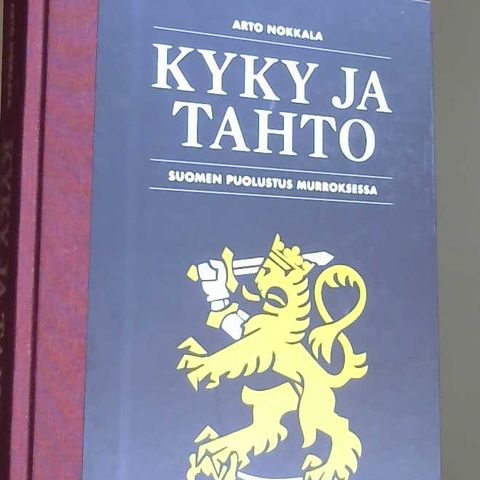 ARTO NOKKALA
KYKY JA
TAHTO
SUOMEN PUOLUSTUS MURROKSESSA